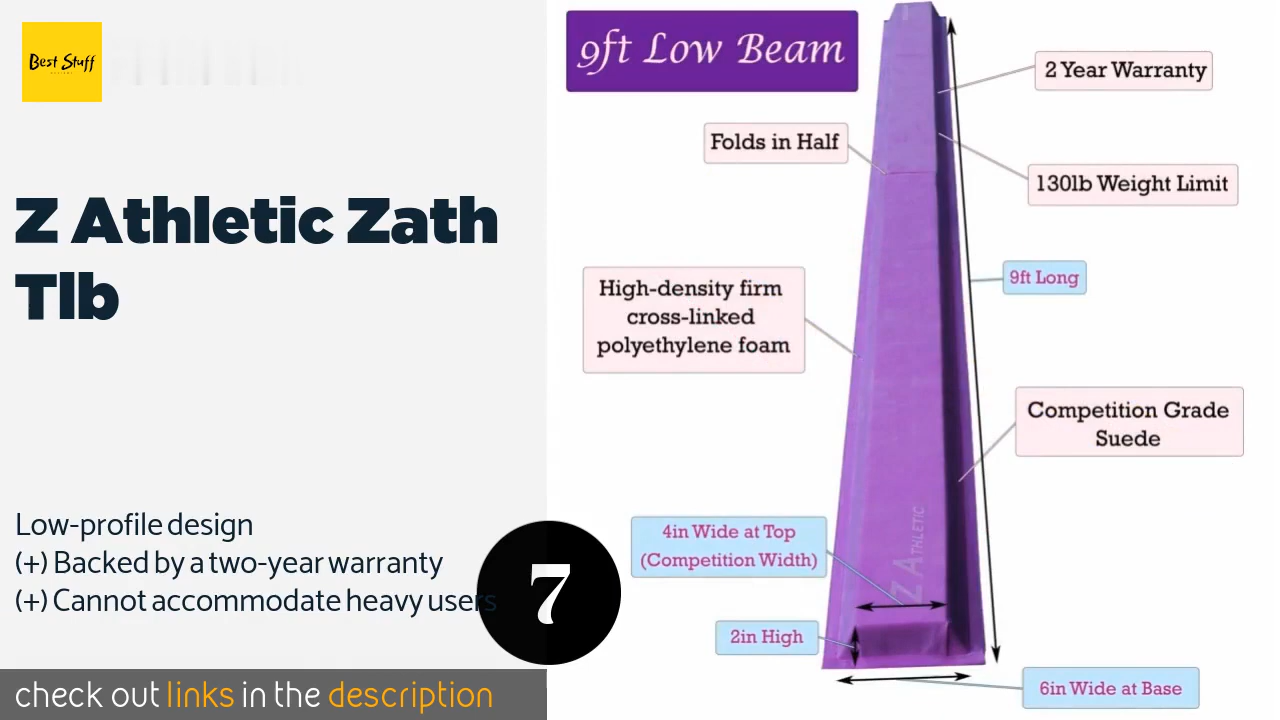 Best Stuff
Z Athletic Zath
Tlb
Low-profile design
(+) Backed by a two-year warranty
(+) Cannot accommodate heavy users
7
check out links in the description
9ft Low Beam
2 Year Warranty
Folds in Half
130lb Weight Limit
9ft Long
High-density firm
cross-linked
polyethylene foam
Competition Grade
Suede
4in Wide at Top
(Competition Width)
Z ATHLETIC
2in High
6in Wide at Base